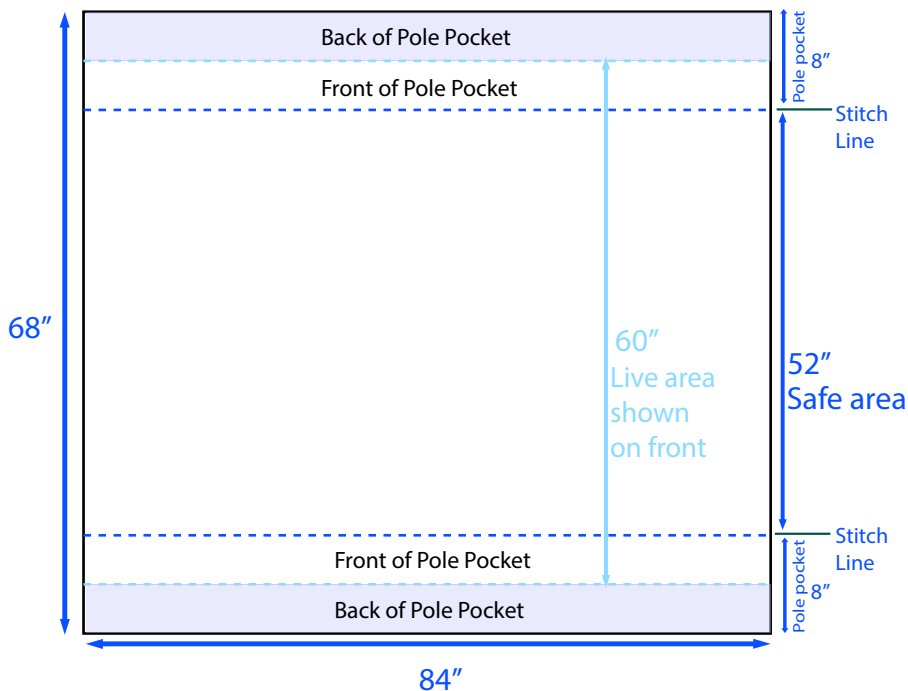 Back of Pole Pocket
Pole pocket
8”
Front of Pole Pocket
Stitch
Line
68”
60”
Live area
shown
on front
52”
Safe area
Stitch
Line
Front of Pole Pocket
Pole pocket
8”
Back of Pole Pocket
84”